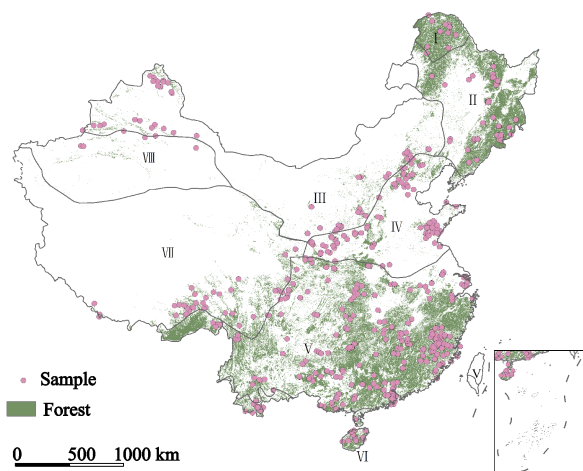 I
II
VIII
III
IV
VII
V
V
VI
Sample
Forest
0 500 1000 km